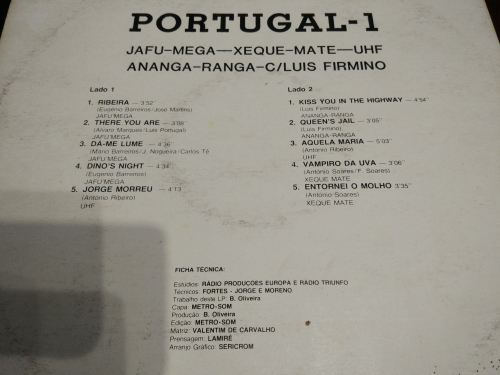 PORTUGAL-1
JAFU-MEGA—XEQUE-MATE—UHF
ANANGA-RANGA-C/LUIS FIRMINO
Lado 1
1. RIBEIRA — 3'52"
(Eugénio Barreiros/José Martins)
JAFU'MEGA
2. THERE YOU ARE — 3'08"
(Alvaro Marques/Luis Portugal)
JAFU'MEGA
3. DÁ-ME LUME — 4'36"
(Mário Barreiros/J. Nogueira/Carlos Tê
JAFU'MEGA
4. DINO'S NIGHT — 4'34"
(Eugénio Barreiros)
JAFU'MEGA
5. JORGE MORREU — 4'13"
(António Ribeiro)
UHF
Lado 2
1. KISS YOU IN THE HIGHWAY — 4'54"
(Luis Firmino)
ANANGA-RANGA
2. QUEEN'S JAIL — 3'05"
(Luis Firmino)
ANANGA-RANGA
3. AQUELA MARIA — 5'03"
(António Ribeiro)
UHF
4. VAMPIRO DA UVA — 3'06"
(António Soares/F. Soares)
XEQUE MATE
5. ENTORNEI O MOLHO 3'35"
(António Soares)
XEQUE MATE
FICHA TÉCNICA:
Estúdios: RADIO PRODUCÕES EUROPA E RADIO TRIUNFO
Técnicos: FORTES - JORGE E MORENO
Trabalho deste LP: B. Oliveira
Capa: METRO-SOM
Produção: B. Oliveira
Edição: METRO-SOM
Matriz: VALENTIM DE CARVALHO
Prensagem: LAMIRÉ
Arranjo Gráfico: SERICROM